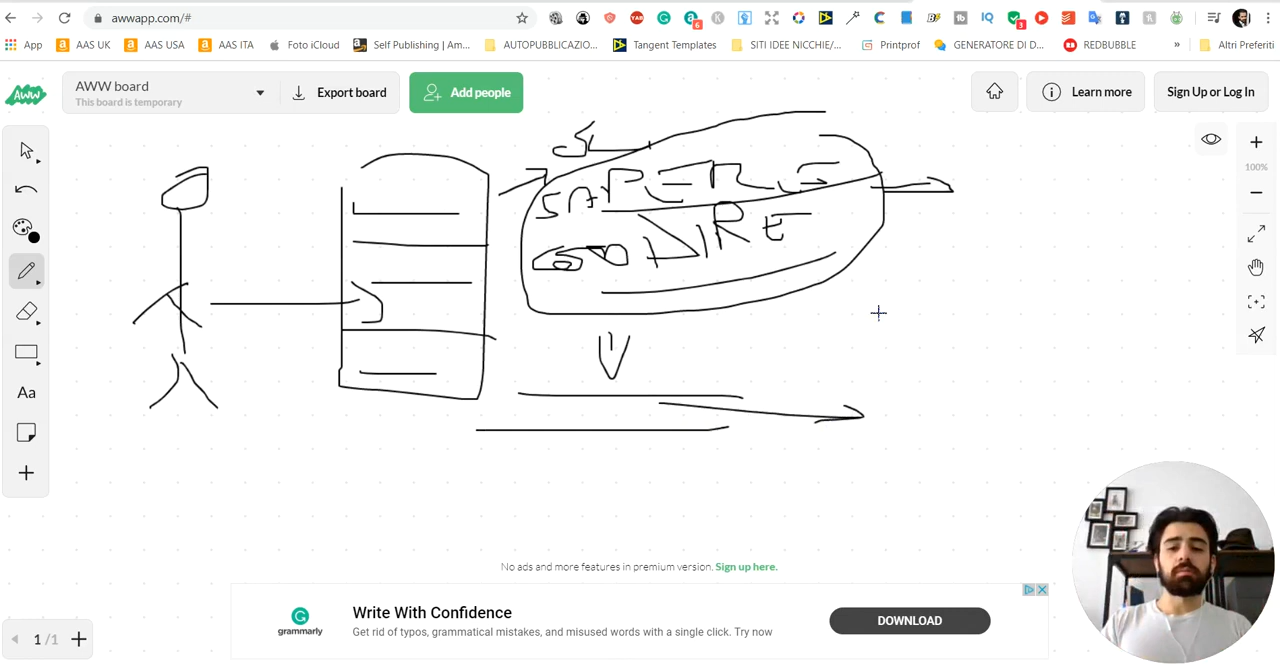 awwapp.com/#
App
AAS UK
AAS USA
AAS ITA
Foto iCloud
Self Publishing | Am...
AUTOPUBBLICAZIO...
Tangent Templates
SITI IDEE NICCHIE/...
Printprof
GENERATORE DI D...
REDBUBBLE
»
Altri Preferiti
AWW
AWW board
This board is temporary
Export board
Add people
Learn more
Sign Up or Log In
100%
SAPERE
DIRE
Aa
No ads and more features in premium version. Sign up here.
grammarly
Write With Confidence
Get rid of typos, grammatical mistakes, and misused words with a single click. Try now
DOWNLOAD
1 /1